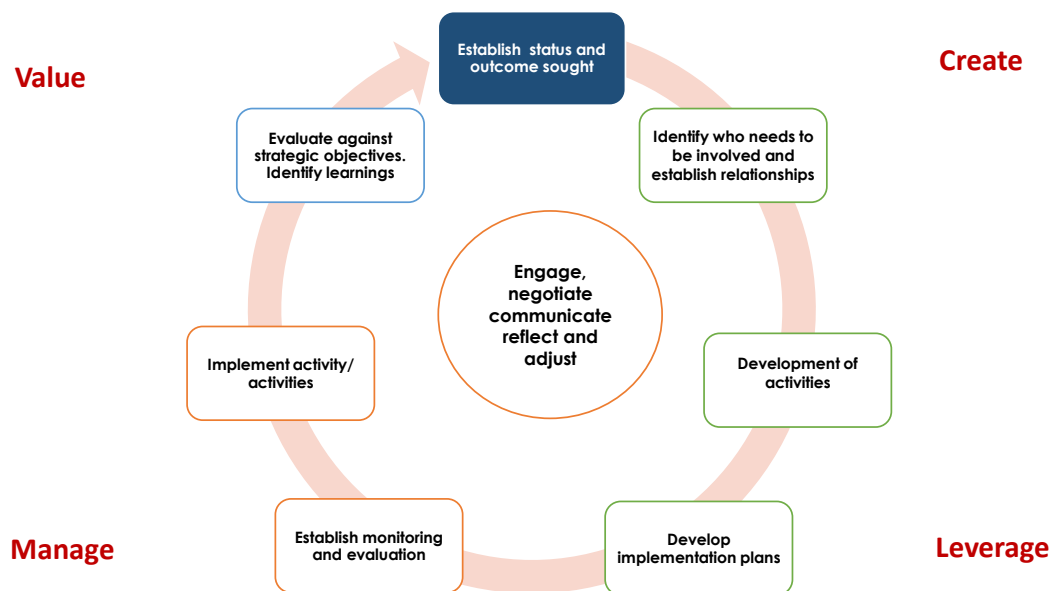 Establish status and
outcome sought
Value
Create
Evaluate against
strategic objectives.
Identify learnings
Identify who needs to
be involved and
establish relationships
Engage,
negotiate
communicate
reflect and
adjust
Implement activity/
activities
Development of
activities
Establish monitoring
and evaluation
Develop
implementation plans
Manage
Leverage